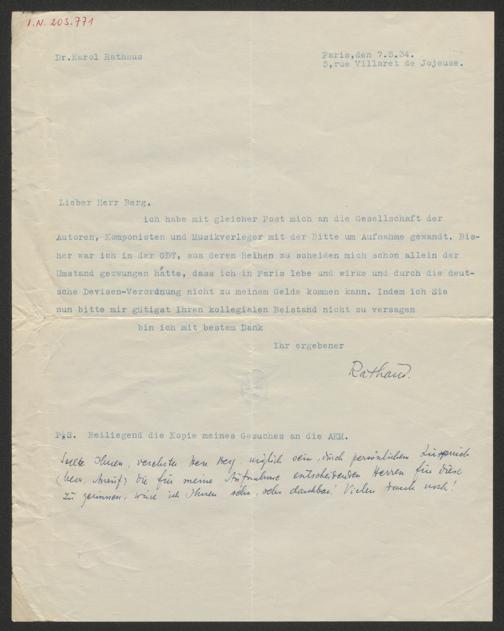 I.N. 203.771
Dr.Karol Rathaus
Paris,den 7.5.34.
3,rue Villaret de Jojeuse.
Lieber Herr Berg,
ich habe mit gleicher Post mich an die Gesellschaft der
Autoren, Komponisten und Musikverleger mit der Bitte um Aufnahme gewandt. Bis-
her war ich in der GDT, aus deren Reihen zu scheiden mich schon allein der
Umstand gezwungen hätte, dass ich in Paris lebe und wirke und durch die deut-
sche Devisen-Verordnung nicht zu meinem Gelde kommen kann. Indem ich Sie
nun bitte mir gütigst Ihren kollegialen Beistand nicht zu versagen
bin ich mit bestem Dank
Ihr ergebener
Rathaus.
P.S. Beiliegend die Kopie meines Gesuches an die AKM.
Sollte Ihnen, verehrter Herr Berg, möglich sein, durch persönlichen Zuspruch
(bezw. Anruf) die für meine Aufnahme entscheidenden Herren für diese
zu gewinnen, wäre ich Ihnen sehr, sehr dankbar! Vielen Dank noch!